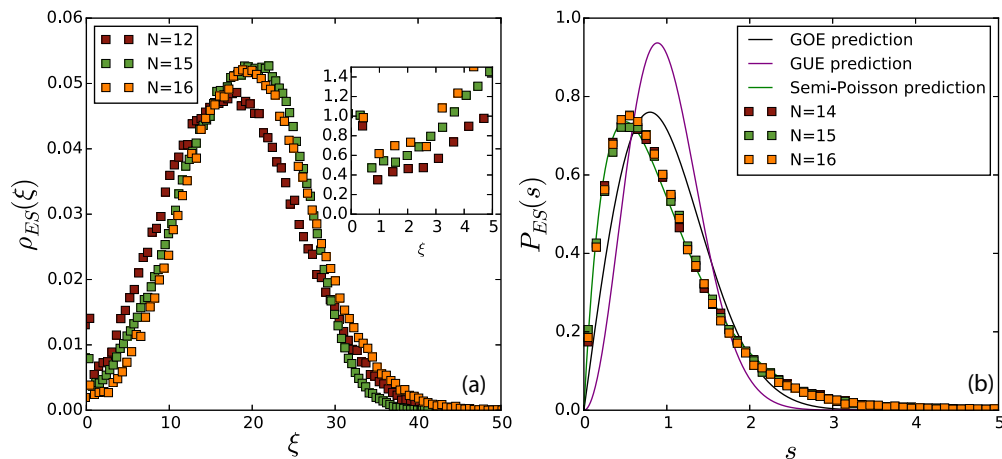 N=12
N=15
N=16
0.06
0.05
0.04
0.03
0.02
0.01
0.00
0 10 20 30 40 50
ρ_ES(ξ)
ξ
1.4
1.2
1.0
0.8
0.6
0.4
0.2
0.0
0 1 2 3 4 5
ξ
(a)
GOE prediction
GUE prediction
Semi-Poisson prediction
N=14
N=15
N=16
1.0
0.8
0.6
0.4
0.2
0.0
0 1 2 3 4 5
P_ES(s)
s
(b)